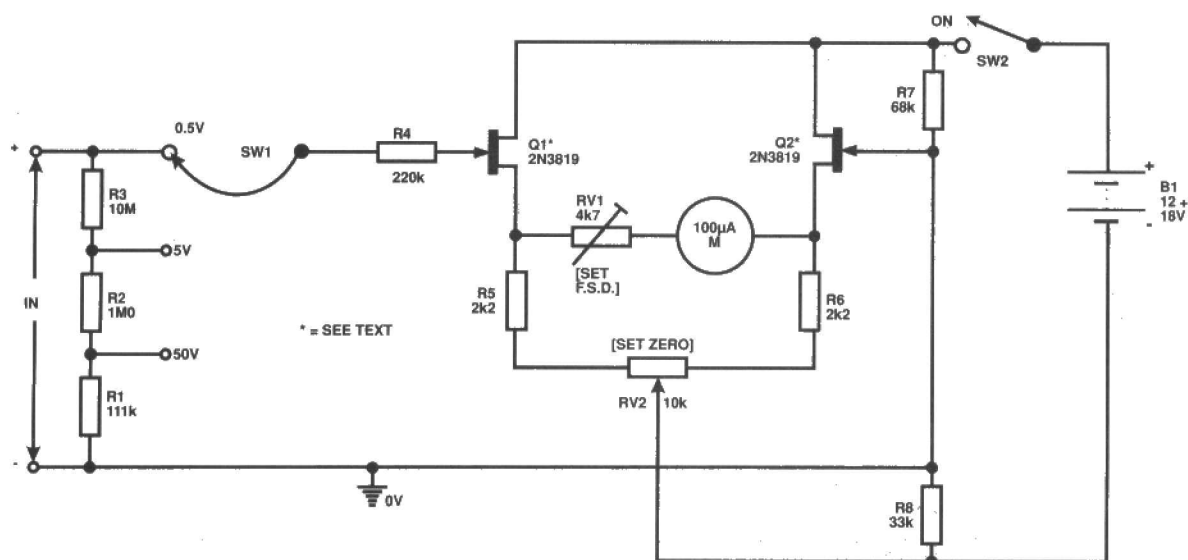 ON
SW2
R7
68k
0.5V
+
SW1
R4
220k
Q1*
2N3819
Q2*
2N3819
R3
10M
RV1
4k7
100µA
M
+
B1
12 +
18V
-
5V
[SET
F.S.D.]
IN
R2
1M0
R5
2k2
R6
2k2
* = SEE TEXT
50V
[SET ZERO]
R1
111k
RV2
10k
-
0V
R8
33k